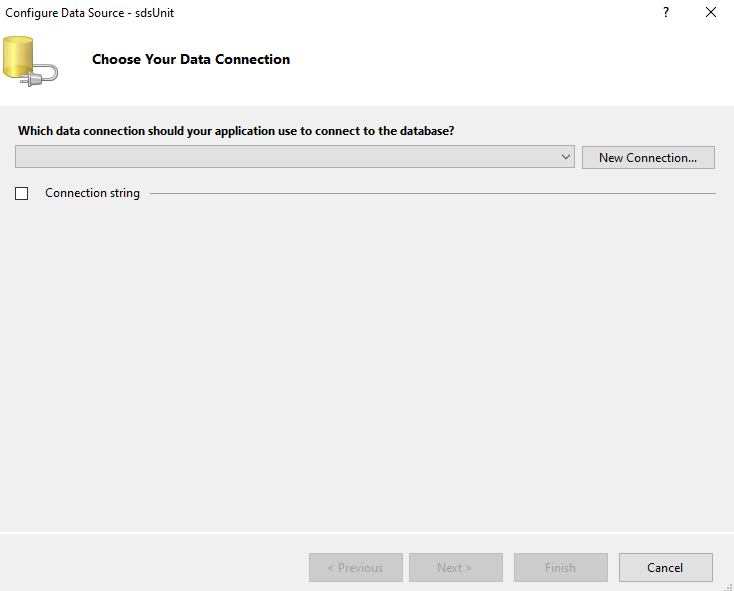 Configure Data Source - sdsUnit
?
Choose Your Data Connection
Which data connection should your application use to connect to the database?
New Connection...
Connection string
< Previous
Next >
Finish
Cancel